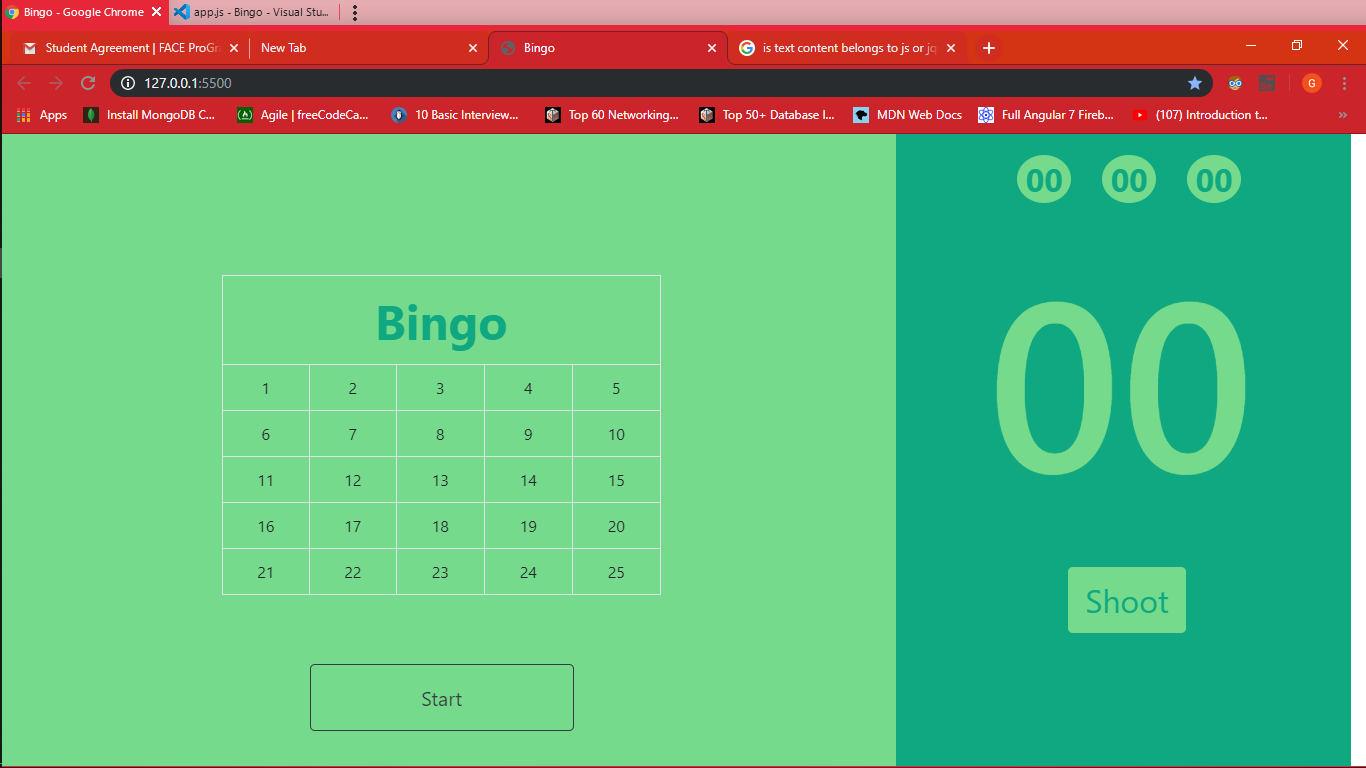 Bingo - Google Chrome app.js - Bingo - Visual Stu...
Student Agreement | FACE ProGr New Tab Bingo is text content belongs to js or jq
127.0.0.1:5500 G
Apps Install MongoDB C... Agile | freeCodeCa... 10 Basic Interview... Top 60 Networking... Top 50+ Database I... MDN Web Docs Full Angular 7 Fireb... (107) Introduction t... »
00 00 00
Bingo
00
1 2 3 4 5
6 7 8 9 10
11 12 13 14 15
16 17 18 19 20
21 22 23 24 25
Shoot
Start